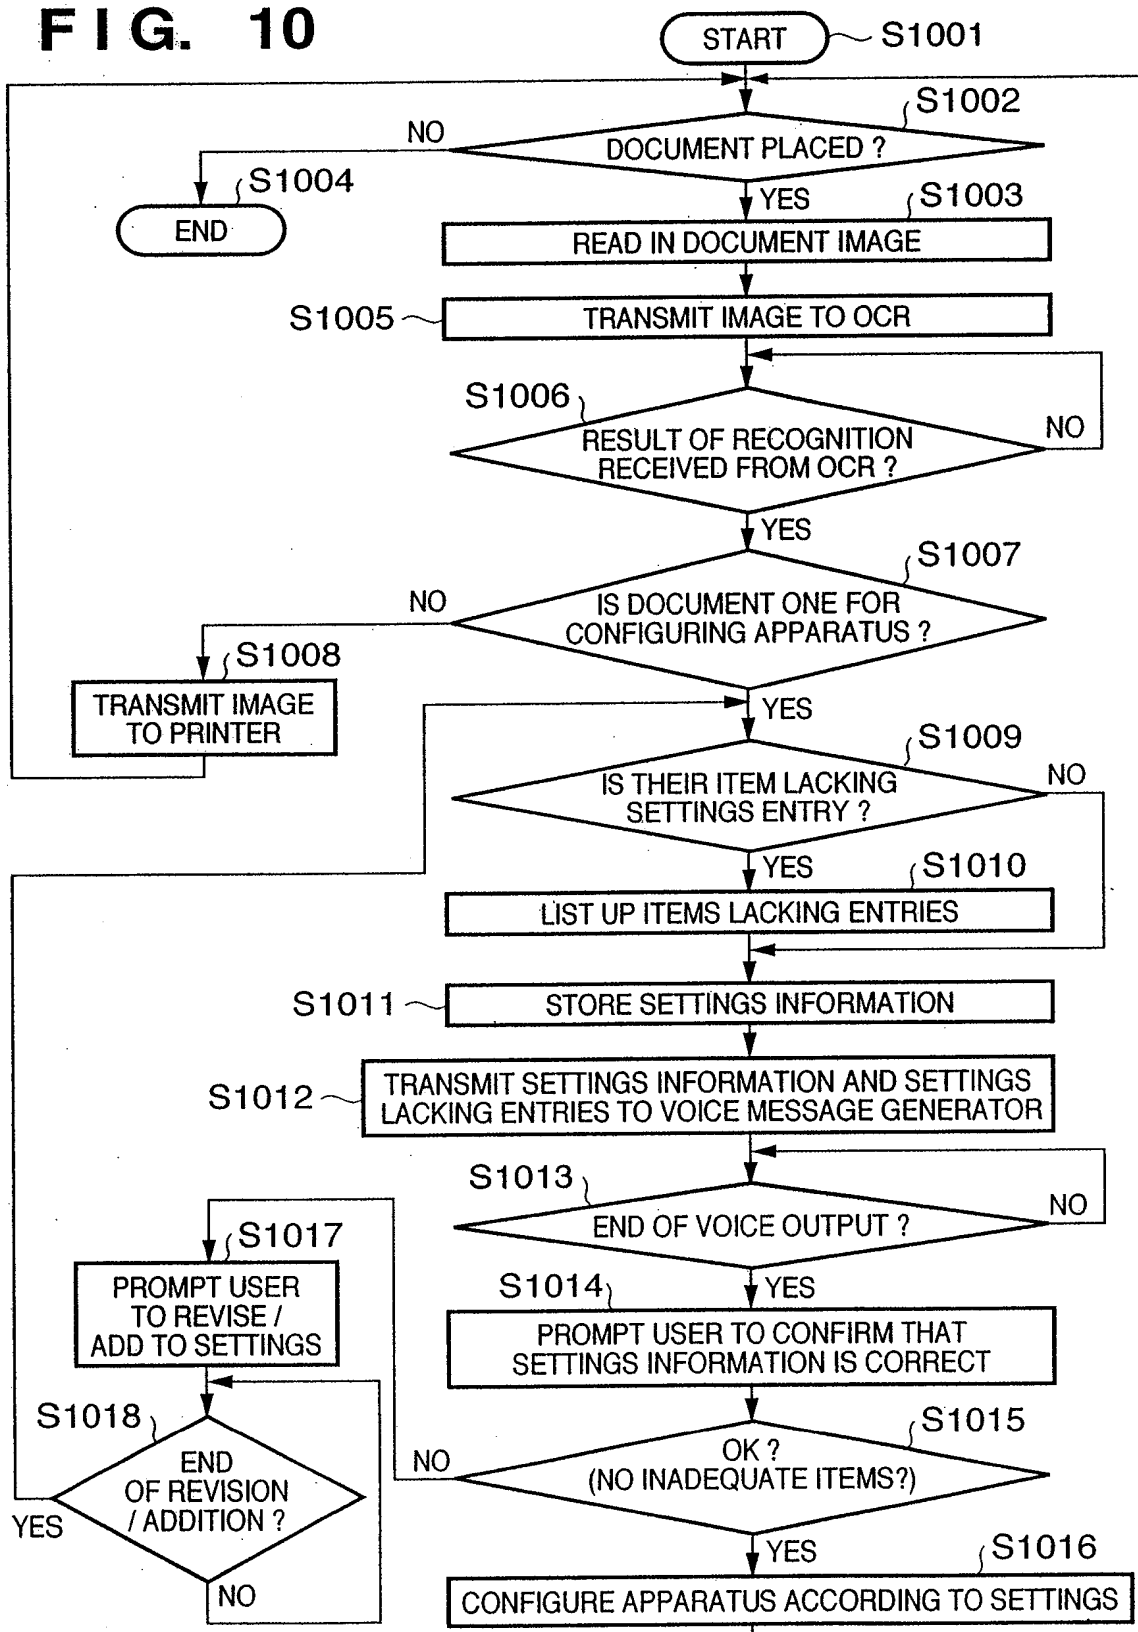 FIG. 10
START
S1001
S1002
NO
DOCUMENT PLACED ?
S1004
END
YES
S1003
READ IN DOCUMENT IMAGE
S1005
TRANSMIT IMAGE TO OCR
S1006
NO
RESULT OF RECOGNITION
RECEIVED FROM OCR ?
YES
S1007
NO
IS DOCUMENT ONE FOR
CONFIGURING APPARATUS ?
S1008
TRANSMIT IMAGE
TO PRINTER
YES
S1009
NO
IS THEIR ITEM LACKING
SETTINGS ENTRY ?
YES
S1010
LIST UP ITEMS LACKING ENTRIES
S1011
STORE SETTINGS INFORMATION
S1012
TRANSMIT SETTINGS INFORMATION AND SETTINGS
LACKING ENTRIES TO VOICE MESSAGE GENERATOR
S1013
NO
END OF VOICE OUTPUT ?
S1017
PROMPT USER
TO REVISE /
ADD TO SETTINGS
YES
S1014
PROMPT USER TO CONFIRM THAT
SETTINGS INFORMATION IS CORRECT
S1018
END
OF REVISION
/ ADDITION ?
YES
NO
S1015
NO
OK ?
(NO INADEQUATE ITEMS?)
YES
S1016
CONFIGURE APPARATUS ACCORDING TO SETTINGS